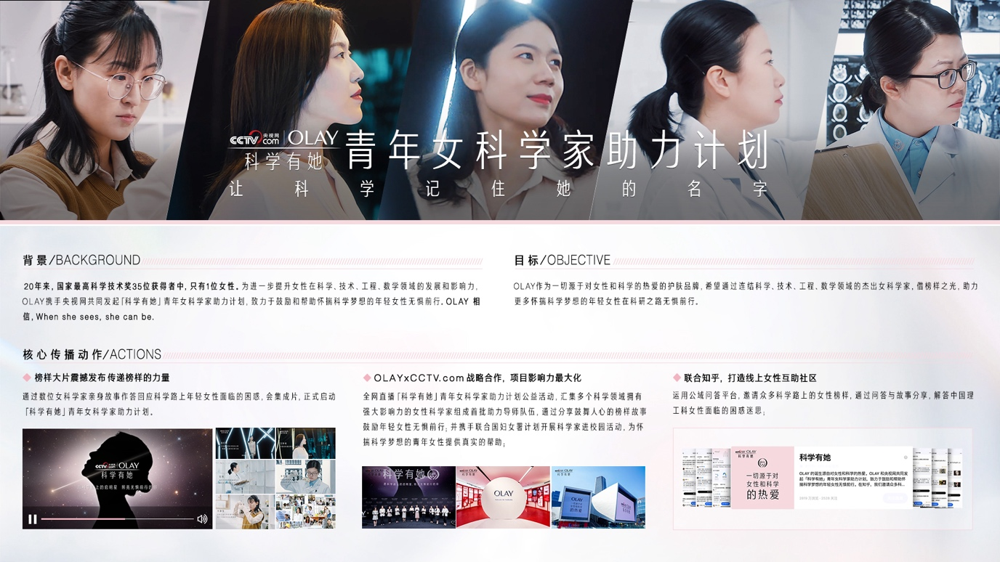 CCTV.com 央视网 | OLAY
科学有她
青年女科学家助力计划
让科学记住她的名字
背景/BACKGROUND
20年来，国家最高科学技术奖35位获得者中，只有1位女性。为进一步提升女性在科学、技术、工程、数学领域的发展和影响力，
OLAY携手央视网共同发起「科学有她」青年女科学家助力计划，致力于鼓励和帮助怀揣科学梦想的年轻女性无惧前行。OLAY 相
信，When she sees, she can be.
目标/OBJECTIVE
OLAY作为一切源于对女性和科学的热爱的护肤品牌，希望通过连结科学、技术、工程、数学领域的杰出女科学家，借榜样之光，助力
更多怀揣科学梦想的年轻女性在科研之路无惧前行。
核心传播动作/ACTIONS
榜样大片震撼发布 传递榜样的力量
通过数位女科学家亲身故事作答回应科学路上年轻女性面临的困惑，会集成片，正式启动
「科学有她」青年女科学家助力计划。
CCTV.com | OLAY
科学有她
OLAYxCCTV.com 战略合作，项目影响力最大化
全网直播「科学有她」青年女科学家助力计划公益活动，汇集多个科学领域拥有
强大影响力的女性科学家组成首批助力导师队伍，通过分享鼓舞人心的榜样故事
鼓励年轻女性无惧前行；并携手联合国妇女署计划开展科学家进校园活动，为怀
揣科学梦想的青年女性提供真实的帮助；
科学有她
OLAY
OLAY
联合知乎，打造线上女性互助社区
运用公域问答平台，邀请众多科学路上的女性榜样，通过问答与故事分享，解答中国理
工科女性面临的困惑迷思；
科学有她
一切源于对
女性和科学
的热爱
科学有她
OLAY 的诞生源自对女性和科学的热爱。OLAY 和央视网共同发
起「科学有她」青年女科学家助力计划，致力于鼓励和帮助怀
揣科学梦想的年轻女性无惧前行。在知乎，我们邀请众多科...